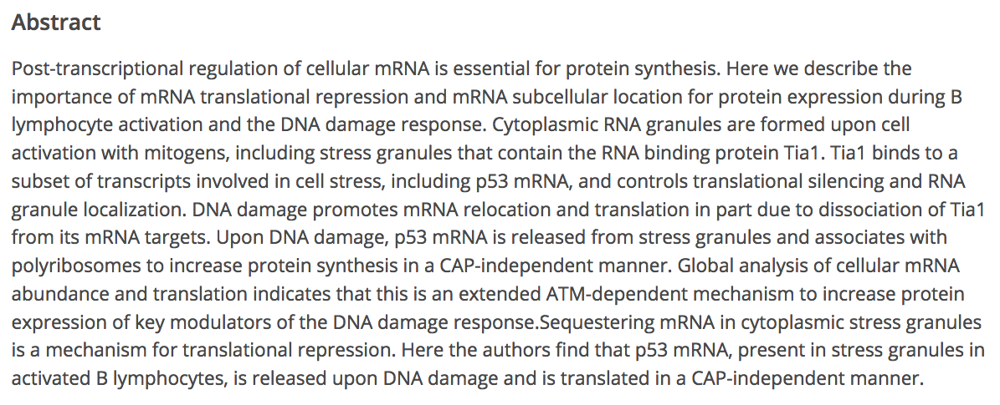 Abstract
Post-transcriptional regulation of cellular mRNA is essential for protein synthesis. Here we describe the
importance of mRNA translational repression and mRNA subcellular location for protein expression during B
lymphocyte activation and the DNA damage response. Cytoplasmic RNA granules are formed upon cell
activation with mitogens, including stress granules that contain the RNA binding protein Tia1. Tia1 binds to a
subset of transcripts involved in cell stress, including p53 mRNA, and controls translational silencing and RNA
granule localization. DNA damage promotes mRNA relocation and translation in part due to dissociation of Tia1
from its mRNA targets. Upon DNA damage, p53 mRNA is released from stress granules and associates with
polyribosomes to increase protein synthesis in a CAP-independent manner. Global analysis of cellular mRNA
abundance and translation indicates that this is an extended ATM-dependent mechanism to increase protein
expression of key modulators of the DNA damage response.Sequestering mRNA in cytoplasmic stress granules
is a mechanism for translational repression. Here the authors find that p53 mRNA, present in stress granules in
activated B lymphocytes, is released upon DNA damage and is translated in a CAP-independent manner.